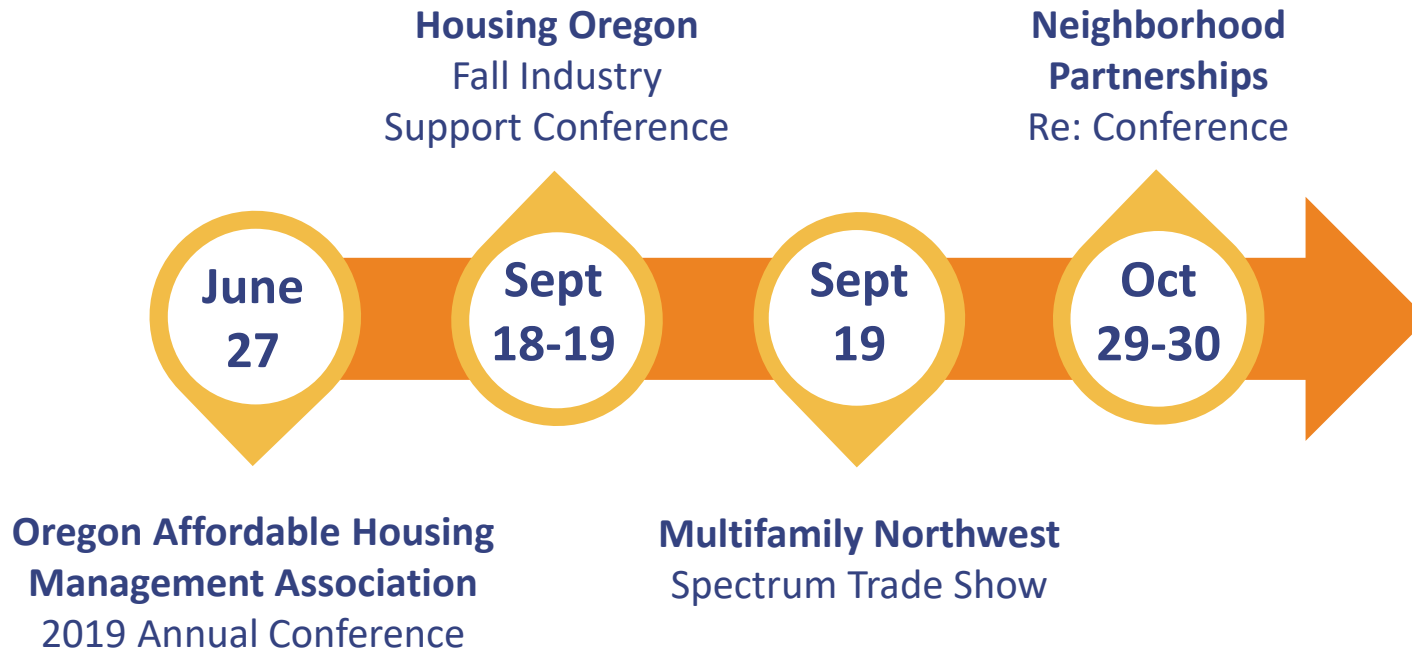 Housing Oregon
Fall Industry
Support Conference
Neighborhood
Partnerships
Re: Conference
June
27
Sept
18-19
Sept
19
Oct
29-30
Oregon Affordable Housing
Management Association
2019 Annual Conference
Multifamily Northwest
Spectrum Trade Show